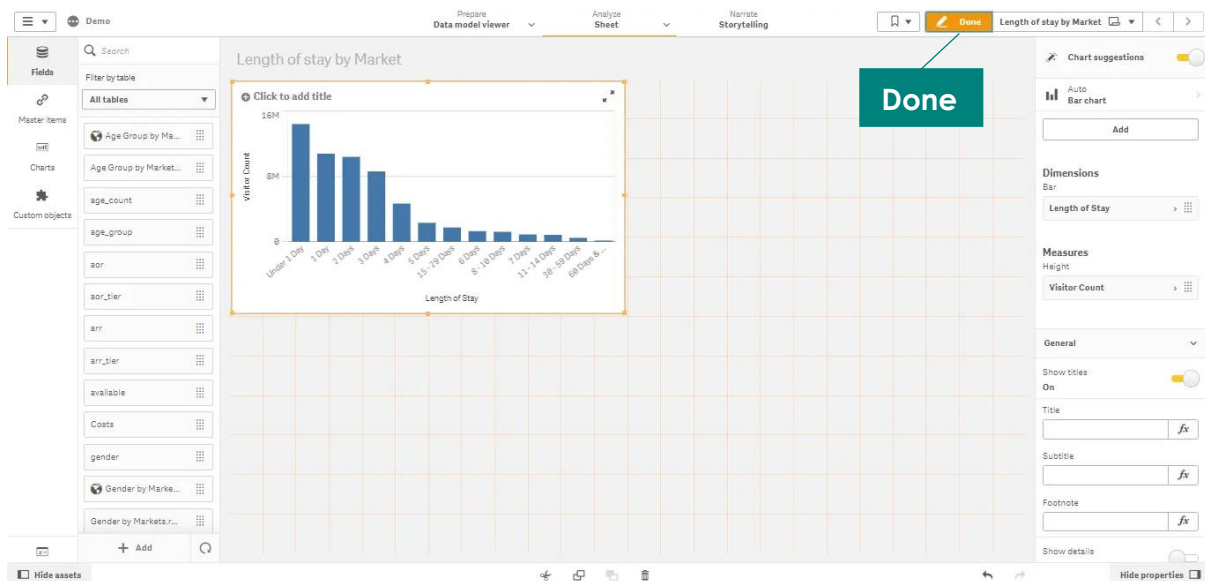 Demo
Prepare
Data model viewer
Analyze
Sheet
Narrate
Storytelling
Done
Length of stay by Market
Fields
Master items
Charts
Custom objects
Search
Filter by table
All tables
Age Group by Ma...
Age Group by Market...
age_count
age_group
aor
aor_tier
arr
arr_tier
available
Costs
gender
Gender by Marke...
Gender by Markets.r...
Add
Length of stay by Market
Click to add title
16M
8M
0
Visitor Count
Under 1 Day
1 Day
2 Days
3 Days
4 Days
5 Days
15 - 29 Days
6 Days
8 - 10 Days
7 Days
11 - 14 Days
30 - 59 Days
60 Days & ...
Length of Stay
Done
Chart suggestions
Auto
Bar chart
Add
Dimensions
Bar
Length of Stay
Measures
Height
Visitor Count
General
Show titles
On
Title
fx
Subtitle
fx
Footnote
fx
Show details
Hide assets
Hide properties